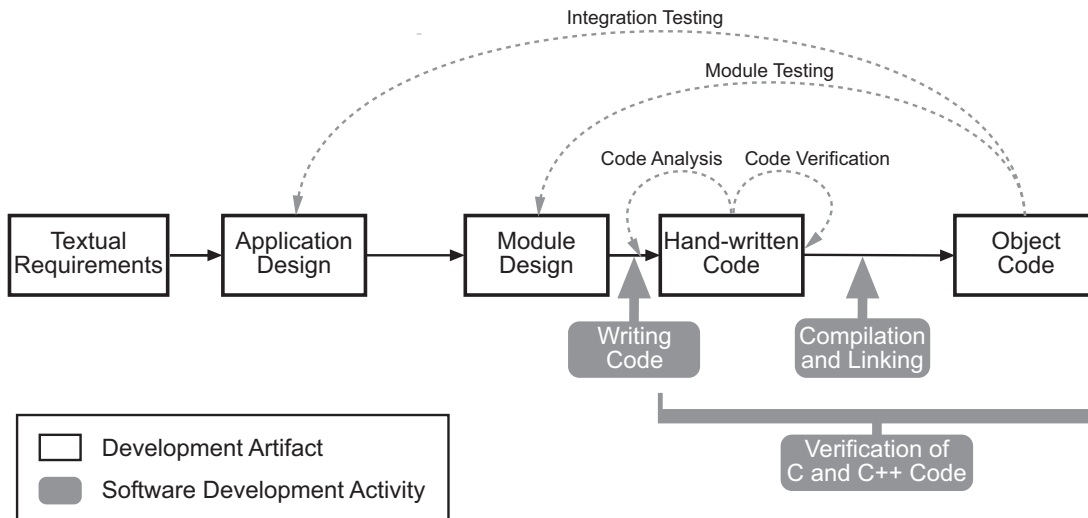 Integration Testing
Module Testing
Code Analysis
Code Verification
Textual
Requirements
Application
Design
Module
Design
Hand-written
Code
Object
Code
Writing
Code
Compilation
and Linking
Verification of
C and C++ Code
Development Artifact
Software Development Activity